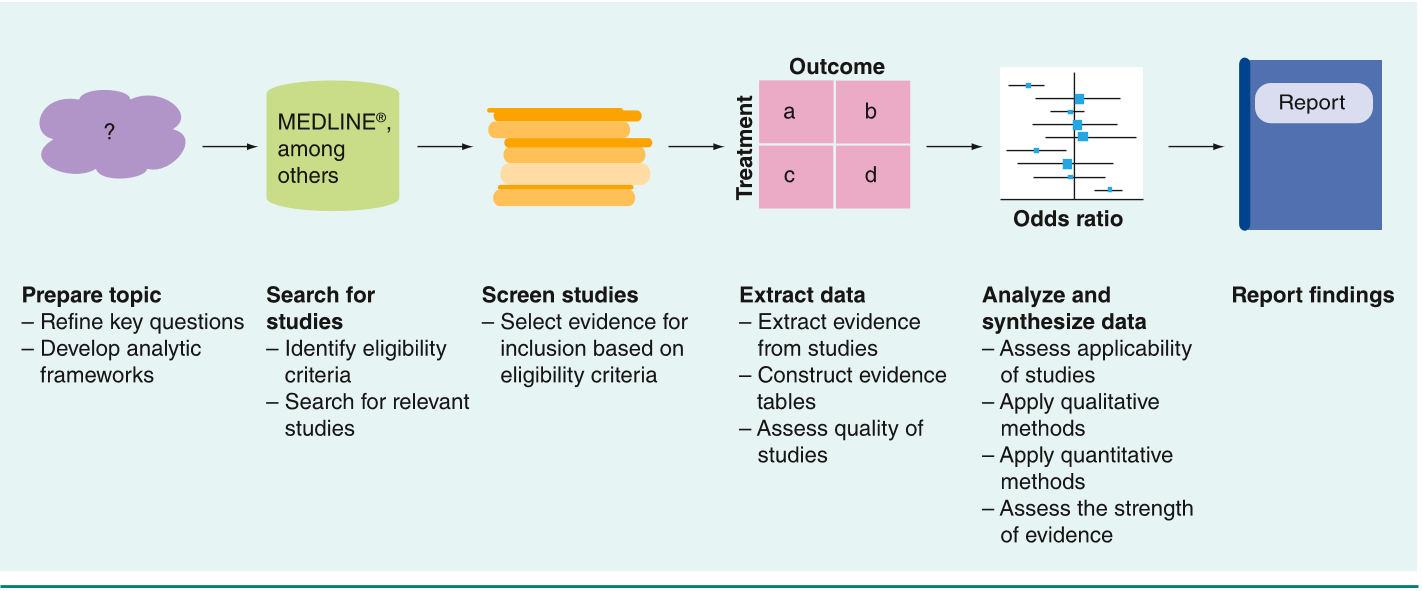 ?
MEDLINE®,
among
others
Outcome
Treatment
a
b
c
d
Odds ratio
Report
Prepare topic
– Refine key questions
– Develop analytic
frameworks
Search for
studies
– Identify eligibility
criteria
– Search for relevant
studies
Screen studies
– Select evidence for
inclusion based on
eligibility criteria
Extract data
– Extract evidence
from studies
– Construct evidence
tables
– Assess quality of
studies
Analyze and
synthesize data
– Assess applicability
of studies
– Apply qualitative
methods
– Apply quantitative
methods
– Assess the strength
of evidence
Report findings